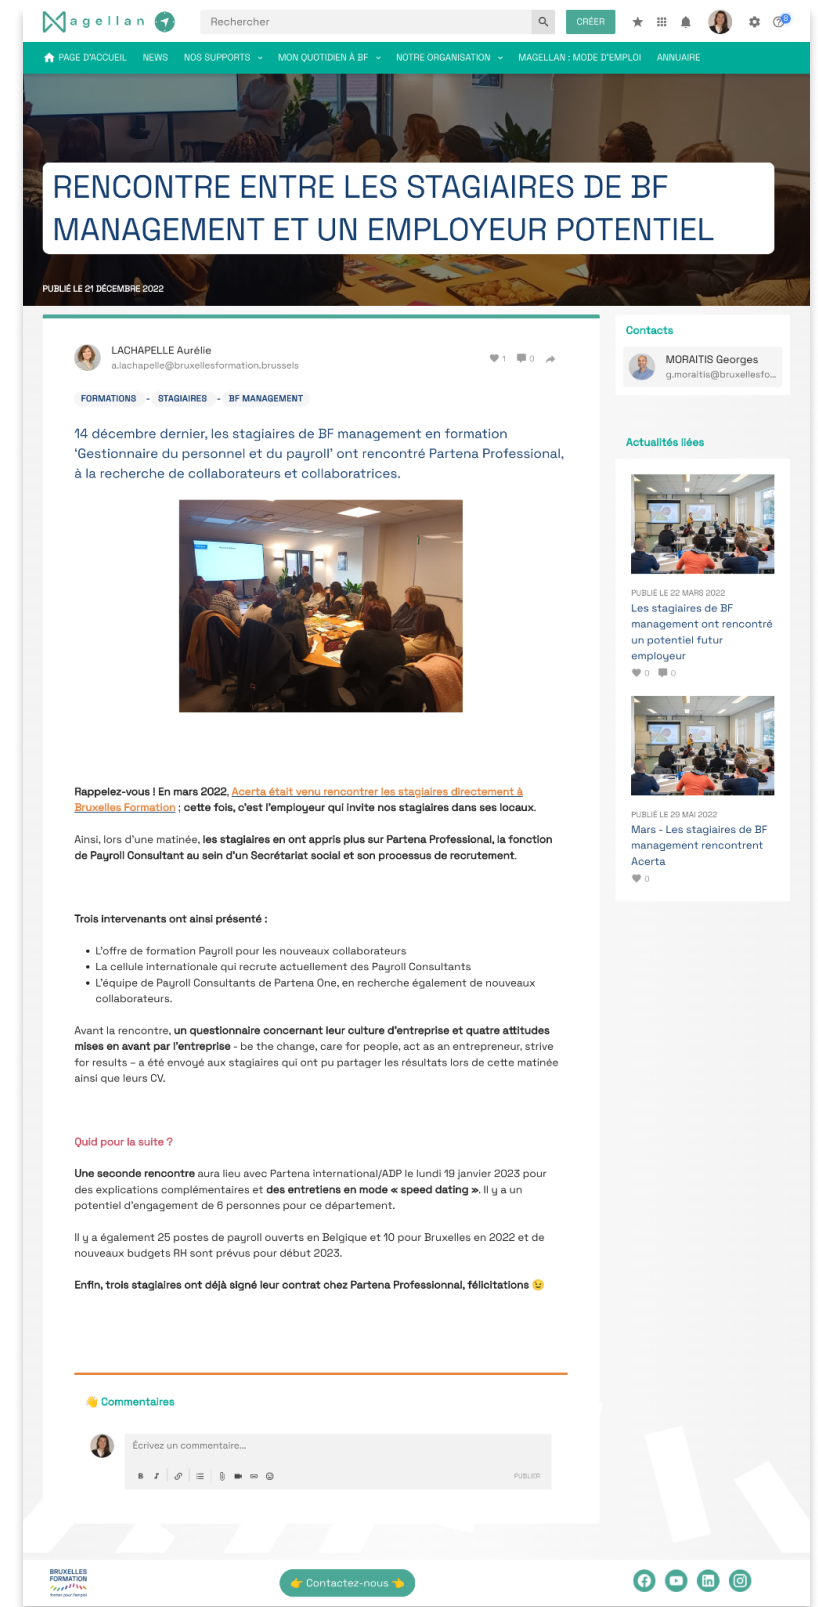 Magellan
Rechercher
CRÉER
8
PAGE D'ACCUEIL NEWS NOS SUPPORTS MON QUOTIDIEN À BF NOTRE ORGANISATION MAGELLAN : MODE D'EMPLOI ANNUAIRE
RENCONTRE ENTRE LES STAGIAIRES DE BF
MANAGEMENT ET UN EMPLOYEUR POTENTIEL
PUBLIÉ LE 21 DÉCEMBRE 2022
LACHAPELLE Aurélie
a.lachapelle@bruxellesformation.brussels
1 0
FORMATIONS - STAGIAIRES - BF MANAGEMENT
14 décembre dernier, les stagiaires de BF management en formation
'Gestionnaire du personnel et du payroll' ont rencontré Partena Professional,
à la recherche de collaborateurs et collaboratrices.
Rappelez-vous ! En mars 2022, Acerta était venu rencontrer les stagiaires directement à
Bruxelles Formation ; cette fois, c'est l'employeur qui invite nos stagiaires dans ses locaux.
Ainsi, lors d'une matinée, les stagiaires en ont appris plus sur Partena Professional, la fonction
de Payroll Consultant au sein d'un Secrétariat social et son processus de recrutement.
Trois intervenants ont ainsi présenté :
• L'offre de formation Payroll pour les nouveaux collaborateurs
• La cellule internationale qui recrute actuellement des Payroll Consultants
• L'équipe de Payroll Consultants de Partena One, en recherche également de nouveaux
collaborateurs.
Avant la rencontre, un questionnaire concernant leur culture d'entreprise et quatre attitudes
mises en avant par l'entreprise - be the change, care for people, act as an entrepreneur, strive
for results – a été envoyé aux stagiaires qui ont pu partager les résultats lors de cette matinée
ainsi que leurs CV.
Quid pour la suite ?
Une seconde rencontre aura lieu avec Partena international/ADP le lundi 19 janvier 2023 pour
des explications complémentaires et des entretiens en mode « speed dating ». Il y a un
potentiel d'engagement de 6 personnes pour ce département.
Il y a également 25 postes de payroll ouverts en Belgique et 10 pour Bruxelles en 2022 et de
nouveaux budgets RH sont prévus pour début 2023.
Enfin, trois stagiaires ont déjà signé leur contrat chez Partena Professionnal, félicitations 😉
👋 Commentaires
Écrivez un commentaire...
B I
PUBLIER
Contacts
MORAITIS Georges
g.moraitis@bruxellesfo...
Actualités liées
PUBLIÉ LE 22 MARS 2022
Les stagiaires de BF
management ont rencontré
un potentiel futur
employeur
0 0
PUBLIÉ LE 29 MAI 2022
Mars - Les stagiaires de BF
management rencontrent
Acerta
0
BRUXELLES
FORMATION
former pour l'emploi
👉 Contactez-nous 👈